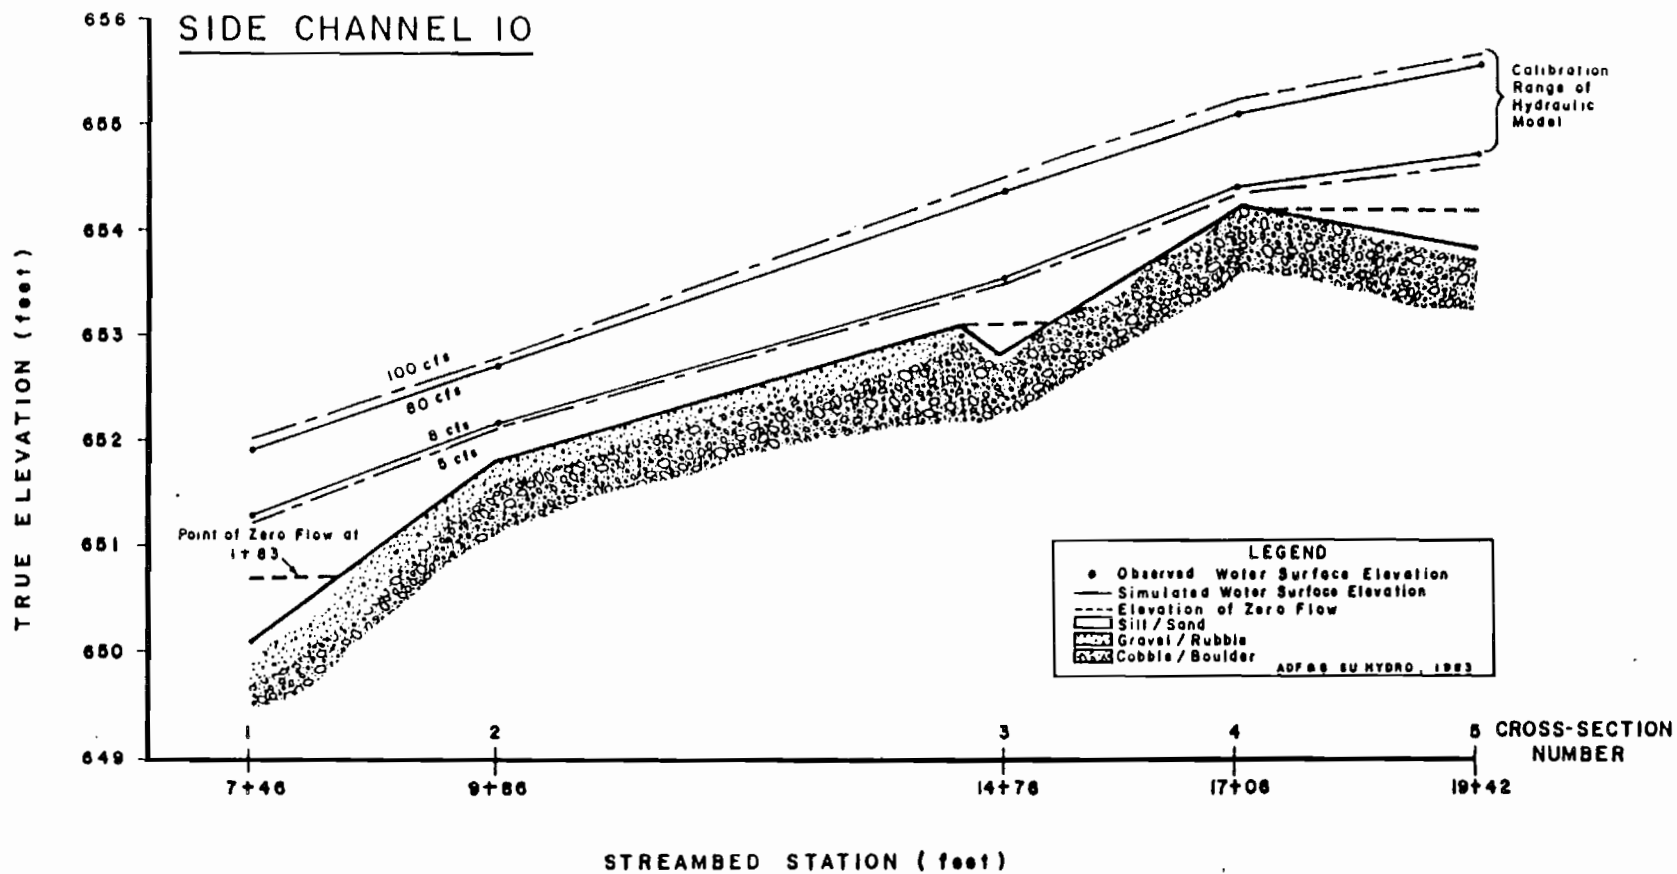 SIDE CHANNEL 10
656
655
654
653
652
651
650
649
TRUE ELEVATION (feet)
Calibration
Range of
Hydraulic
Model
100 cfs
80 cfs
8 cfs
5 cfs
Point of Zero Flow at
1+83
LEGEND
Observed Water Surface Elevation
Simulated Water Surface Elevation
Elevation of Zero Flow
Silt/Sand
Gravel/Rubble
Cobble/Boulder
ADF&G SU HYDRO, 1983
1 2 3 4 5 CROSS-SECTION
NUMBER
7+46 9+86 14+76 17+06 19+42
STREAMBED STATION (feet)